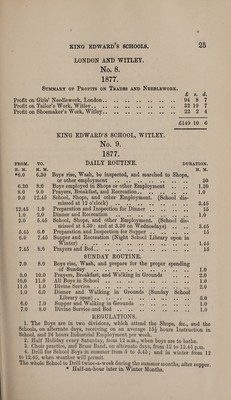 KING EDWARD'S SCHOOLS. 25
LONDON AND WITLEY.
No. 8.
1877.
SUMMARY OF PROFITS ON TRADES AND NEEDLEWORK.
£ s. d.
Profit on Girls' Needlework, London.. 94 8 7
Profit on Tailor's Work, Witley.. 32 19 7
Profit on Shoemaker's Work, Witley.. 22 2 4
£149 10 6
KING EDWARD'S SCHOOL, WITLEY.
No. 9.
1877.
FROM. TO. DAILY ROUTINE. DURATION.
H. M. H. M. H. M.
*6.0 6.30 Boys rise, Wash, be inspected, and marched to Shops,
or other employment .30
6.30 8.0 Boys employed in Shops or other Employment 1.30
8.0 9.0 Prayers, Breakfast, and Recreation.. 1.0
9.0 12.45 School, Shops, and other Employment. (School dis-
missed at 12 o'clock) 3.45
12.45 1.0 Preparation and Inspection for Dinner 15
1.0 2.0 Dinner and Recreation 1.0
2.0 5.45 School, Shops, and other Employment. (School dis-
missed at 4.30; and at 3.30 on Wednesdays) 3.45
5.45 6.0 Preparation and Inspection for Supper 15
6.0 7.45 Supper and Recreation (Night School Library open in
Winter) 1.45
7.45 8.0 Prayers and Bed.. 15
SUNDAY ROUTINE.
7.0 8.0 Boys rise, Wash, and prepare for the proper spending
of Sunday 1.0
8.0 10.0 Prayers, Breakfast, and Walking in Grounds 2.0
10.0 11.0 All Boys in School 1.0
11.0 1.0 Divine Service 2.0
1.0 6.0 Dinner and Walking in Grounds (Sunday School
Library open) 5.0
6.0 7.0 Supper and Walking in Grounds 1.0
7.0 8.0 Divine Service and Bed 1.0
REGULATIONS.
1. The Boys are in two divisions, which attend the Shops, &c., and the
Schools, on alternate days, receiving on an average 15½ hours Instruction in
School, and 24 hours Industrial Employment per week.
2. Half Holiday every Saturday, from 12 a.m., when boys are to bathe.
3. Choir practice, and Brass Band, on alternate days, from 12 to 12.45 p.m.
4. Drill for School Boys in summer from 5 to 5.45; and in winter from 12
to 12.45, when weather will permit.
The whole School to Drill twice a week during the summer months, after supper.
* Half-an-hour later in Winter Months.